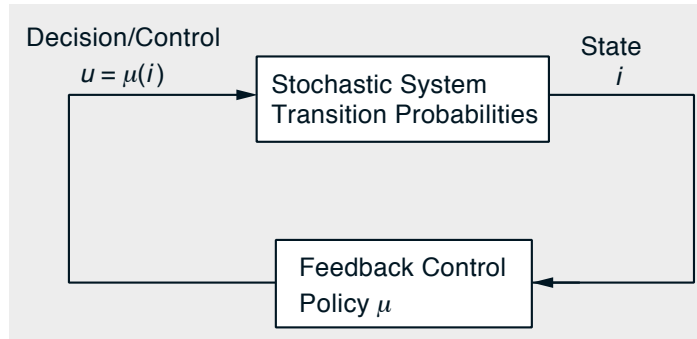 Decision/Control
u = μ(i)
State
i
Stochastic System
Transition Probabilities
Feedback Control
Policy μ